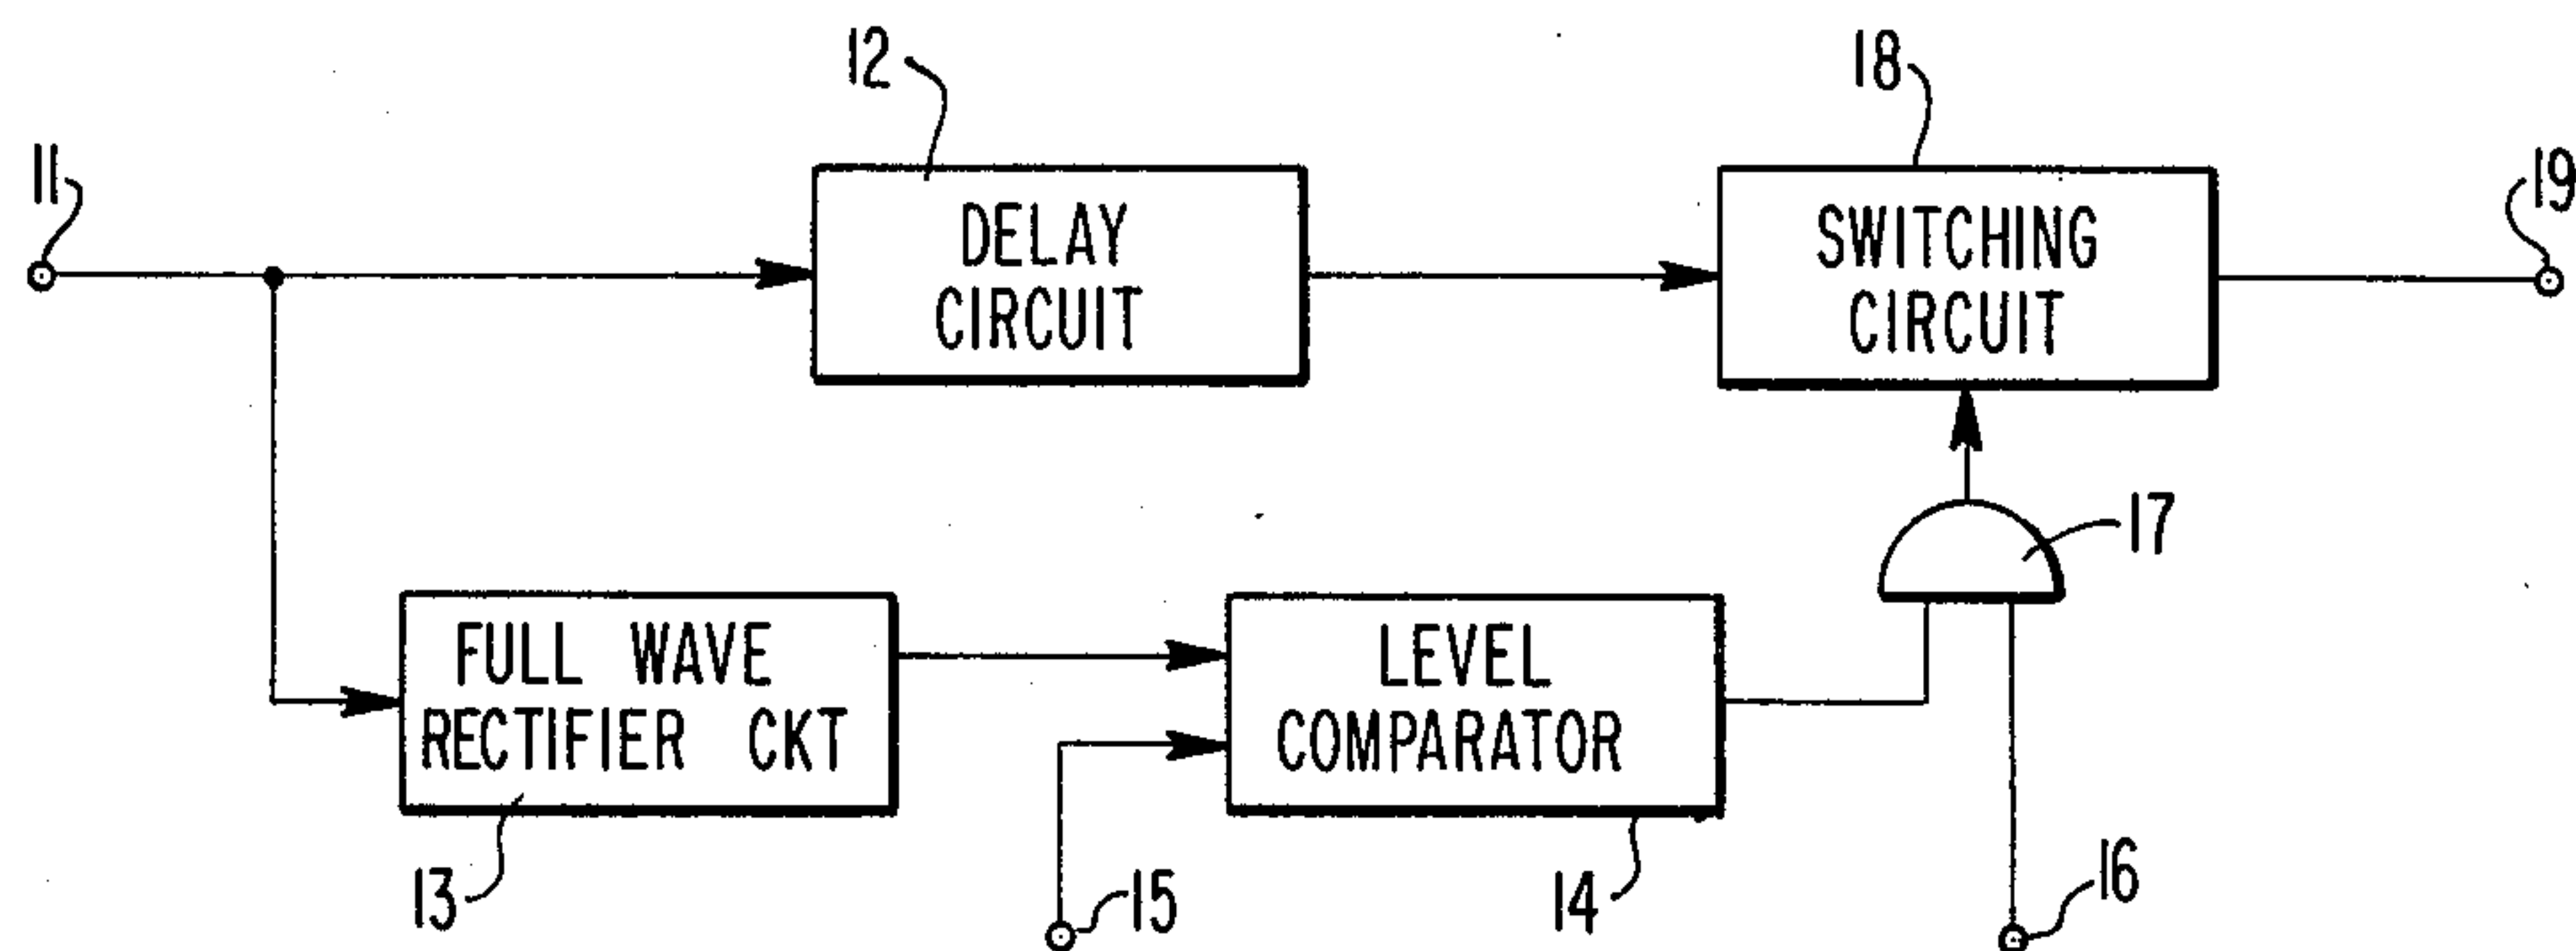 12
18
11
19
DELAY
CIRCUIT
SWITCHING
CIRCUIT
17
FULL WAVE
RECTIFIER CKT
LEVEL
COMPARATOR
13
15
14
16